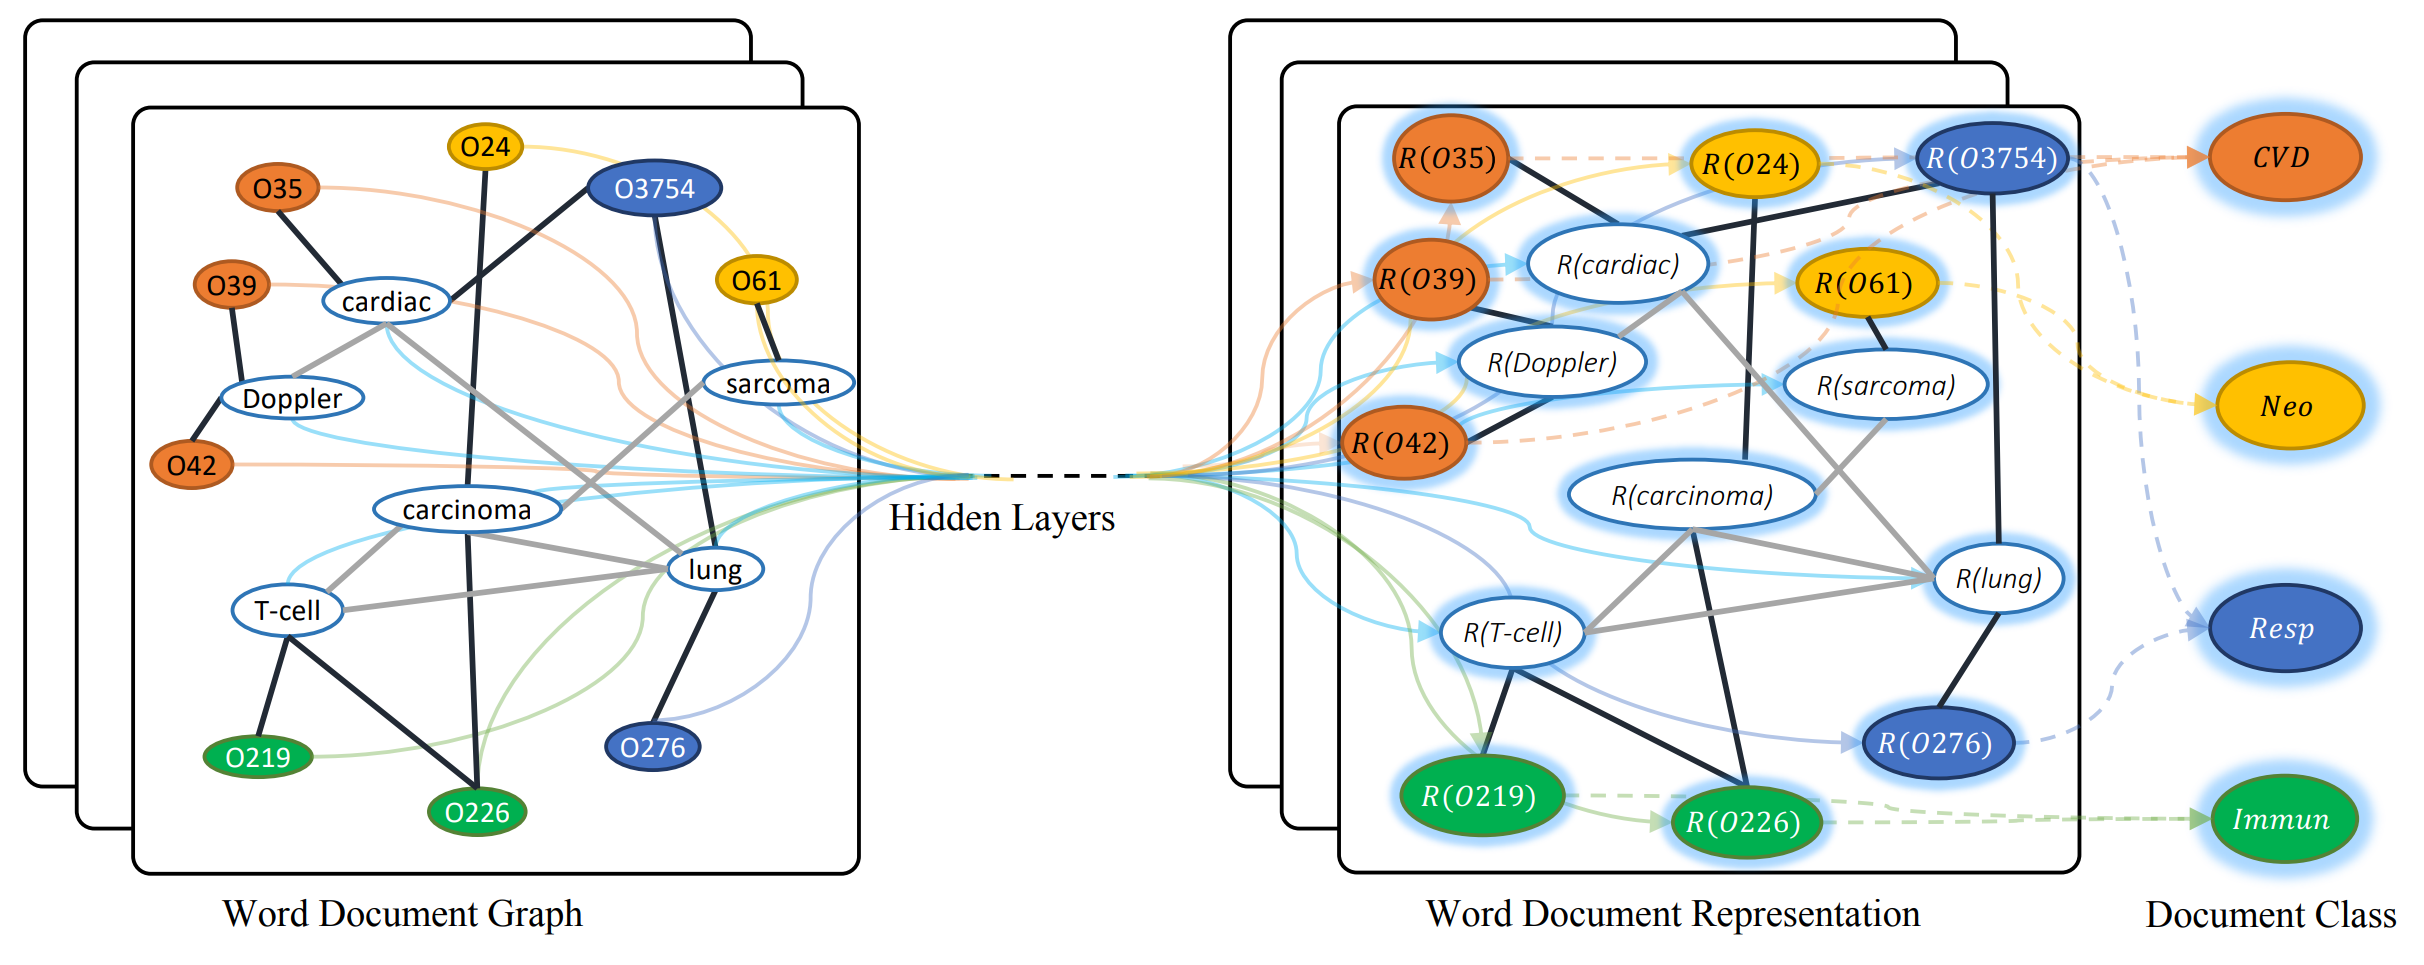 O24
O35
O3754
O39
cardiac
O61
Doppler
sarcoma
O42
carcinoma
lung
T-cell
O219
O276
O226
Word Document Graph
Hidden Layers
R(O35)
R(O24)
R(O3754)
R(O39)
R(cardiac)
R(O61)
R(Doppler)
R(sarcoma)
R(O42)
R(carcinoma)
R(lung)
R(T-cell)
R(O276)
R(O219)
R(O226)
Word Document Representation
CVD
Neo
Resp
Immun
Document Class